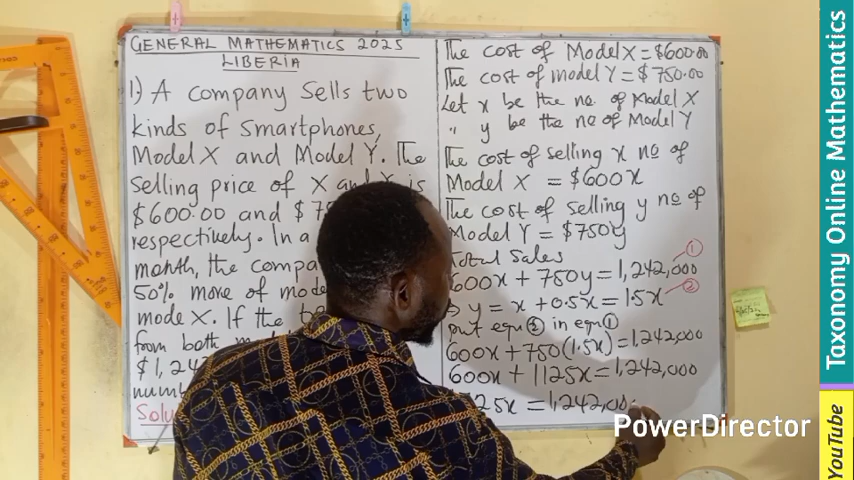 GENERAL MATHEMATICS 2025
LIBERIA
1) A company sells two
kinds of smartphones,
Model X and Model Y. The
selling price of X and Y is
$600.00 and $75
respectively. In a
month, the compa
50% more of mode
mode X. If the t
from both m
$1,24
numb
Solu
The cost of Model X = $600.00
The cost of model Y = $750.00
Let x be the no. of Model X
" y be the no of Model Y
The cost of selling x no of
Model X = $600x
The cost of selling y no of
Model Y = $750y
Total Sales
600x + 750y = 1,242,000 ①
⇒ y = x + 0.5x = 1.5x ②
put eqn ② in eqn ①
600x + 750(1.5x) = 1,242,000
600x + 1125x = 1,242,000
25x = 1,242,00
PowerDirector
Taxonomy Online Mathematics
YouTube